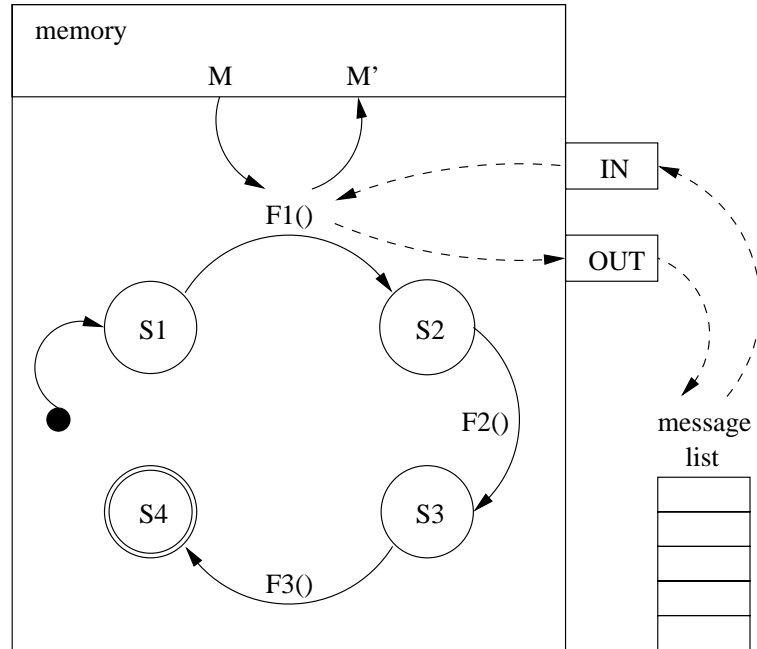 memory
M
M’
IN
F1()
OUT
S1
S2
F2()
message
list
S4
S3
F3()